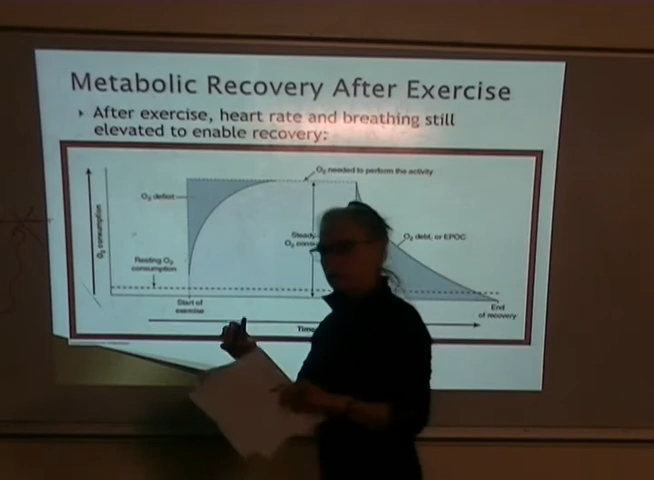 Metabolic Recovery After Exercise
After exercise, heart rate and breathing still
elevated to enable recovery:
O₂ needed to perform the activity
O₂ deficit
O₂ consumption
Steady
O₂ cons
O₂ debt, or EPOC
Resting O₂
consumption
Start of
exercise
End
of recovery
Time